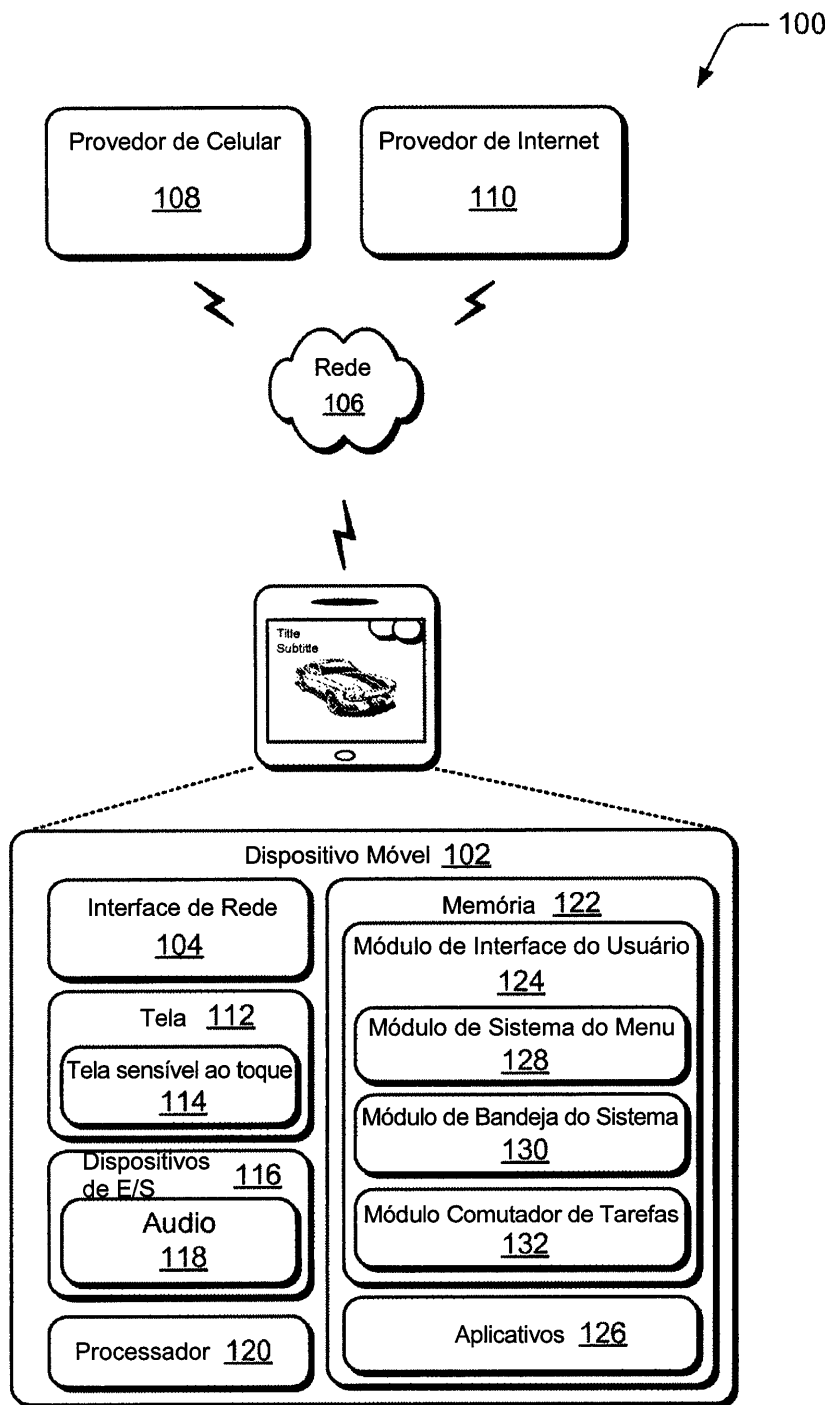 100
Provedor de Celular
108
Provedor de Internet
110
Rede
106
Title
Subtitle
Dispositivo Móvel 102
Interface de Rede
104
Tela 112
Tela sensível ao toque
114
Dispositivos
de E/S 116
Audio
118
Processador 120
Memória 122
Módulo de Interface do Usuário
124
Módulo de Sistema do Menu
128
Módulo de Bandeja do Sistema
130
Módulo Comutador de Tarefas
132
Aplicativos 126